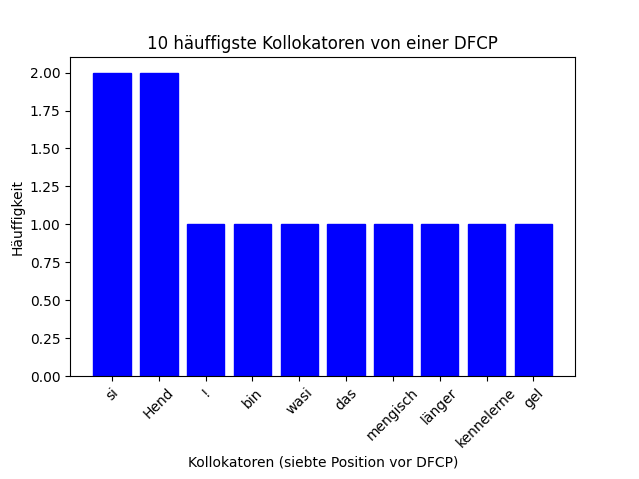 10 häuffigste Kollokatoren von einer DFCP
Häuffigkeit
2.00
1.75
1.50
1.25
1.00
0.75
0.50
0.25
0.00
si
Hend
!
bin
wasi
das
mengisch
länger
kennelerne
gel
Kollokatoren (siebte Position vor DFCP)